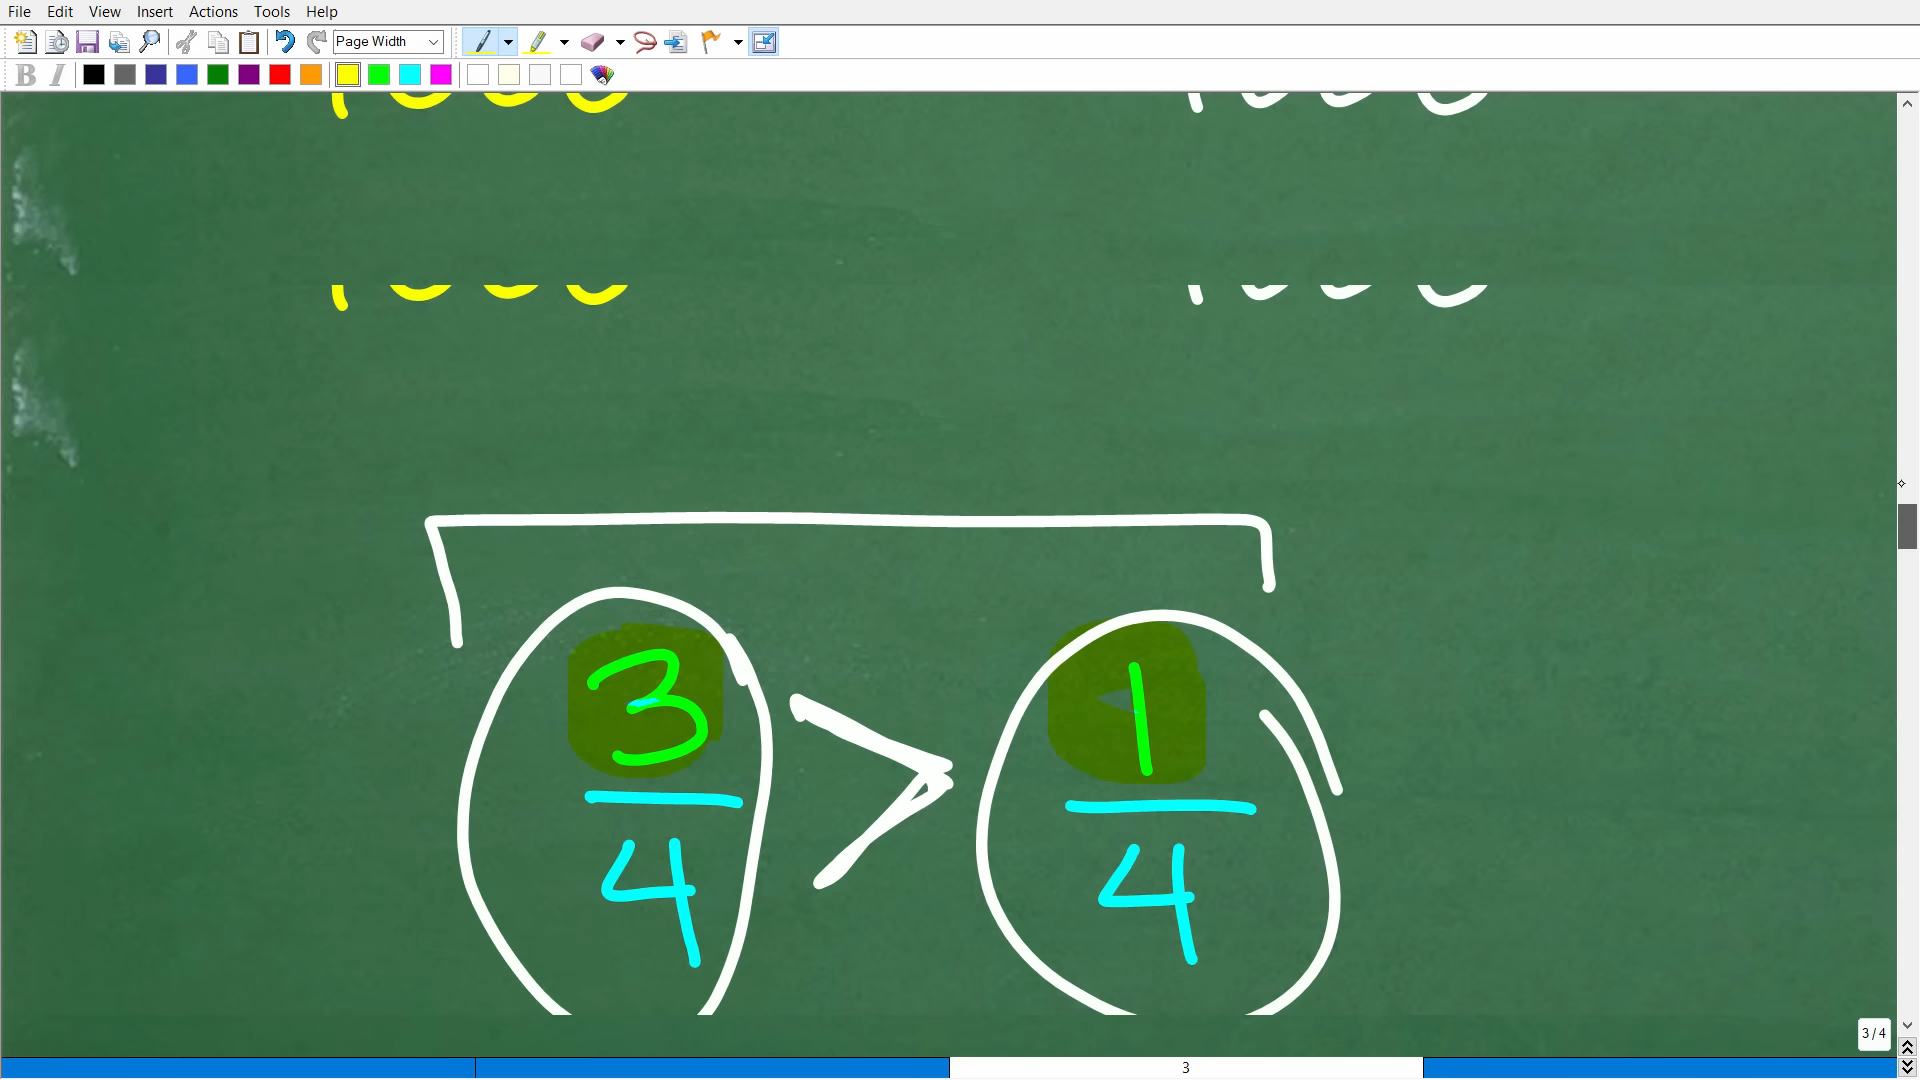 File Edit View Insert Actions Tools Help
Page Width
B I
3 > 1
4 4
3 / 4
3